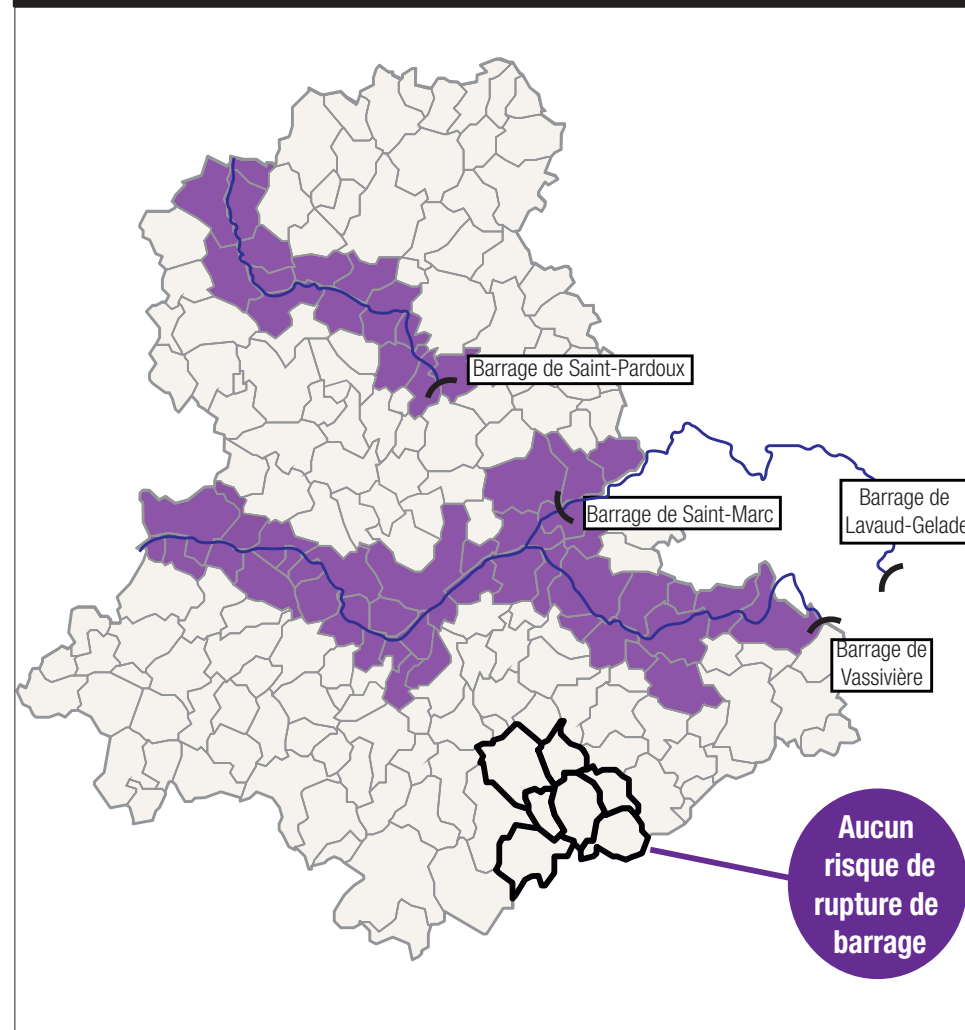 Barrage de Saint-Pardoux
Barrage de Saint-Marc
Barrage de
Lavaud-Gelade
Barrage de
Vassivière
Aucun
risque de
rupture de
barrage